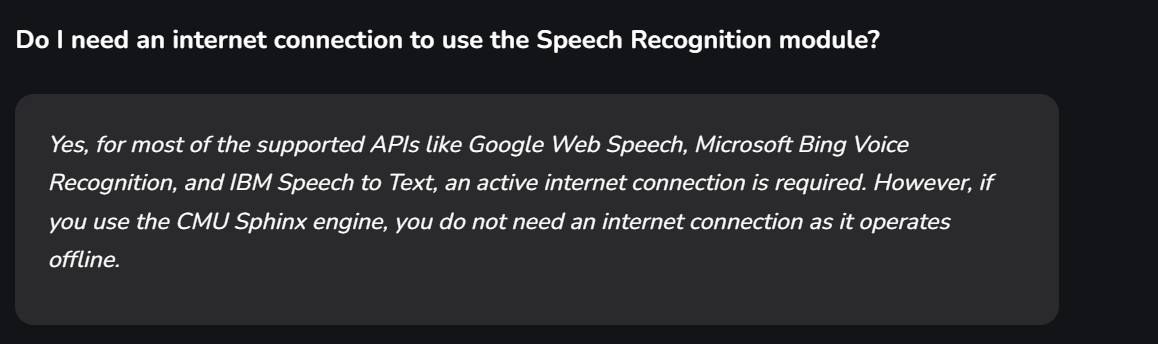 Do I need an internet connection to use the Speech Recognition module?
Yes, for most of the supported APIs like Google Web Speech, Microsoft Bing Voice
Recognition, and IBM Speech to Text, an active internet connection is required. However, if
you use the CMU Sphinx engine, you do not need an internet connection as it operates
offline.